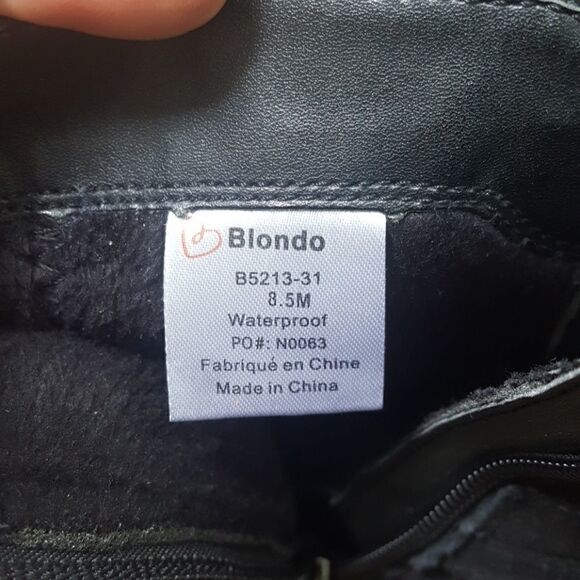 Blondo
B5213-31
8.5M
Waterproof
PO#: N0063
Fabriqué en Chine
Made in China